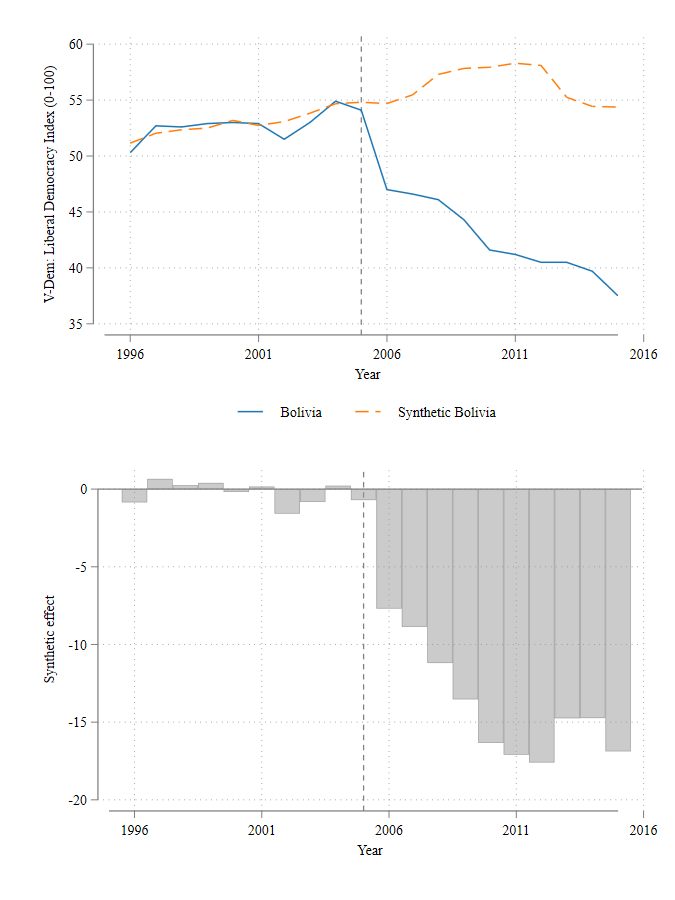 V-Dem: Liberal Democracy Index (0-100)
60
55
50
45
40
35
1996 2001 2006 2011 2016
Year
Bolivia Synthetic Bolivia
Synthetic effect
0
-5
-10
-15
-20
1996 2001 2006 2011 2016
Year